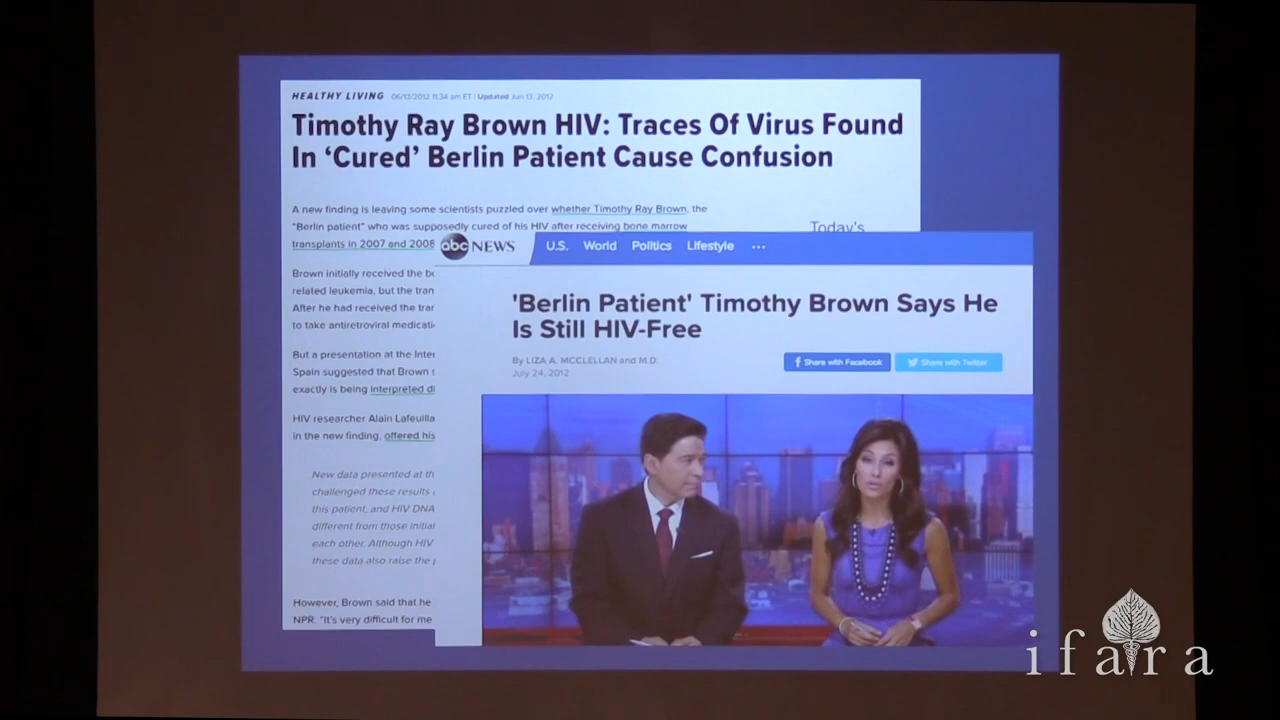 HEALTHY LIVING 06/13/2012 11:34 am ET | Updated Jun 13, 2012
Timothy Ray Brown HIV: Traces Of Virus Found
In ‘Cured’ Berlin Patient Cause Confusion
A new finding is leaving some scientists puzzled over whether Timothy Ray Brown, the
“Berlin patient” who was supposedly cured of his HIV after receiving bone marrow
transplants in 2007 and 2008
Today's
Brown initially received the
related leukemia, but the
After he had received the
to take antiretroviral
But a presentation at the
Spain suggested that Brown
exactly is being interpreted
HIV researcher Alain
in the new finding, offered his
New data presented at
challenged these results
this patient, and HIV DNA
different from those
each other. Although HIV
these data also raise the
However, Brown said that he
NPR. "It's very difficult for me
abc NEWS U.S. World Politics Lifestyle ...
'Berlin Patient' Timothy Brown Says He
Is Still HIV-Free
By LIZA A. MCCLELLAN and M.D.
July 24, 2012
f Share with Facebook Share with Twitter
ifara